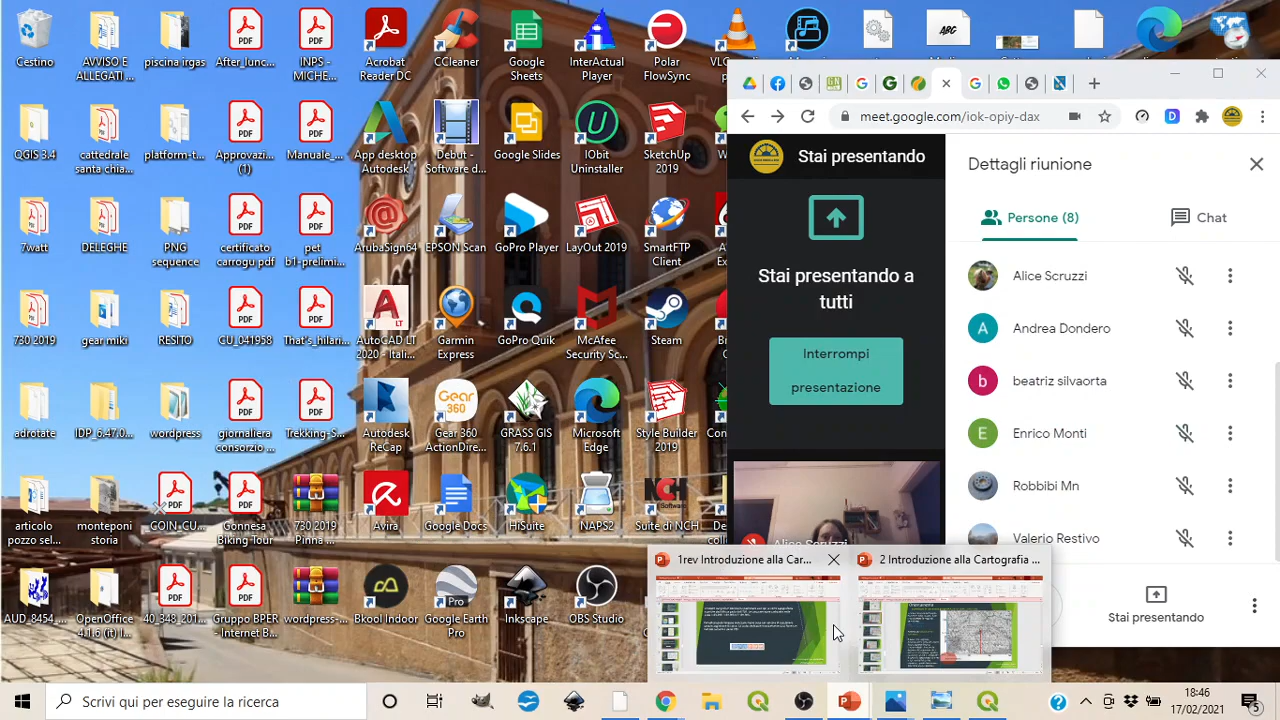 Cestino
AVVISO E
ALLEGATI ...
piscina irgas
After_lunc...
INPS -
MICHE...
Acrobat
Reader DC
CCleaner
Google
Sheets
InterActual
Player
Polar
FlowSync
ABC
QGIS 3.4
cattedrale
santa chia...
platform-t...
Approvazi...
(1)
Manuale_...
App desktop
Autodesk
Debut -
Software d...
Google Slides
IObit
Uninstaller
SketchUp
2019
7watt
DELEGHE
PNG
sequence
certificato
carrogu pdf
pet
b1-prelimi...
ArubaSign64
EPSON Scan
GoPro Player
LayOut 2019
SmartFTP
Client
730 2019
gear miki
RESITO
CU_041958
That's_hilari...
AutoCAD LT
2020 - Itali...
Garmin
Express
GoPro Quik
McAfee
Security Sc...
Steam
adrotate
IDP_6.47.0...
wordpress
giornaliera
consorzio ...
Trekking-S...
Autodesk
ReCap
Gear 360
ActionDire...
GRASS GIS
7.6.1
Microsoft
Edge
Style Builder
2019
articolo
pozzo sel...
monteponi
storia
COIN_CU...
Gonnesa
Biking Tour
730 2019
Pinna ...
Avira
Google Docs
HiSuite
NAPS2
Suite di NCH
Bkool Indoor
Google Earth
Pro
Inkscape
OBS Studio
meet.google.com/iok-opiy-dax
Stai presentando
Stai presentando a
tutti
Interrompi
presentazione
Alice Scruzzi
Dettagli riunione
Persone (8)
Chat
Alice Scruzzi
Andrea Dondero
beatriz silvaorta
Enrico Monti
Robbibi Mn
Valerio Restivo
Stai presentando
1rev Introduzione alla Car...
2 Introduzione alla Cartografia ...
Scrivi qui per eseguire la ricerca
18:46
17/02/2021
5